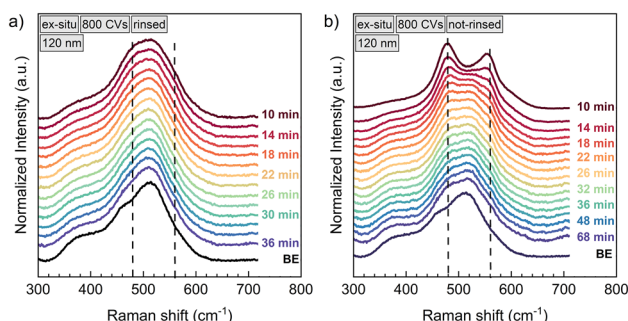 a)
ex-situ 800 CVs rinsed
120 nm
Normalized Intensity (a.u.)
10 min
14 min
18 min
22 min
26 min
30 min
36 min
BE
300 400 500 600 700 800
Raman shift (cm-1)
b)
ex-situ 800 CVs not-rinsed
120 nm
Normalized Intensity (a.u.)
10 min
14 min
18 min
22 min
26 min
32 min
36 min
48 min
68 min
BE
300 400 500 600 700 800
Raman shift (cm-1)